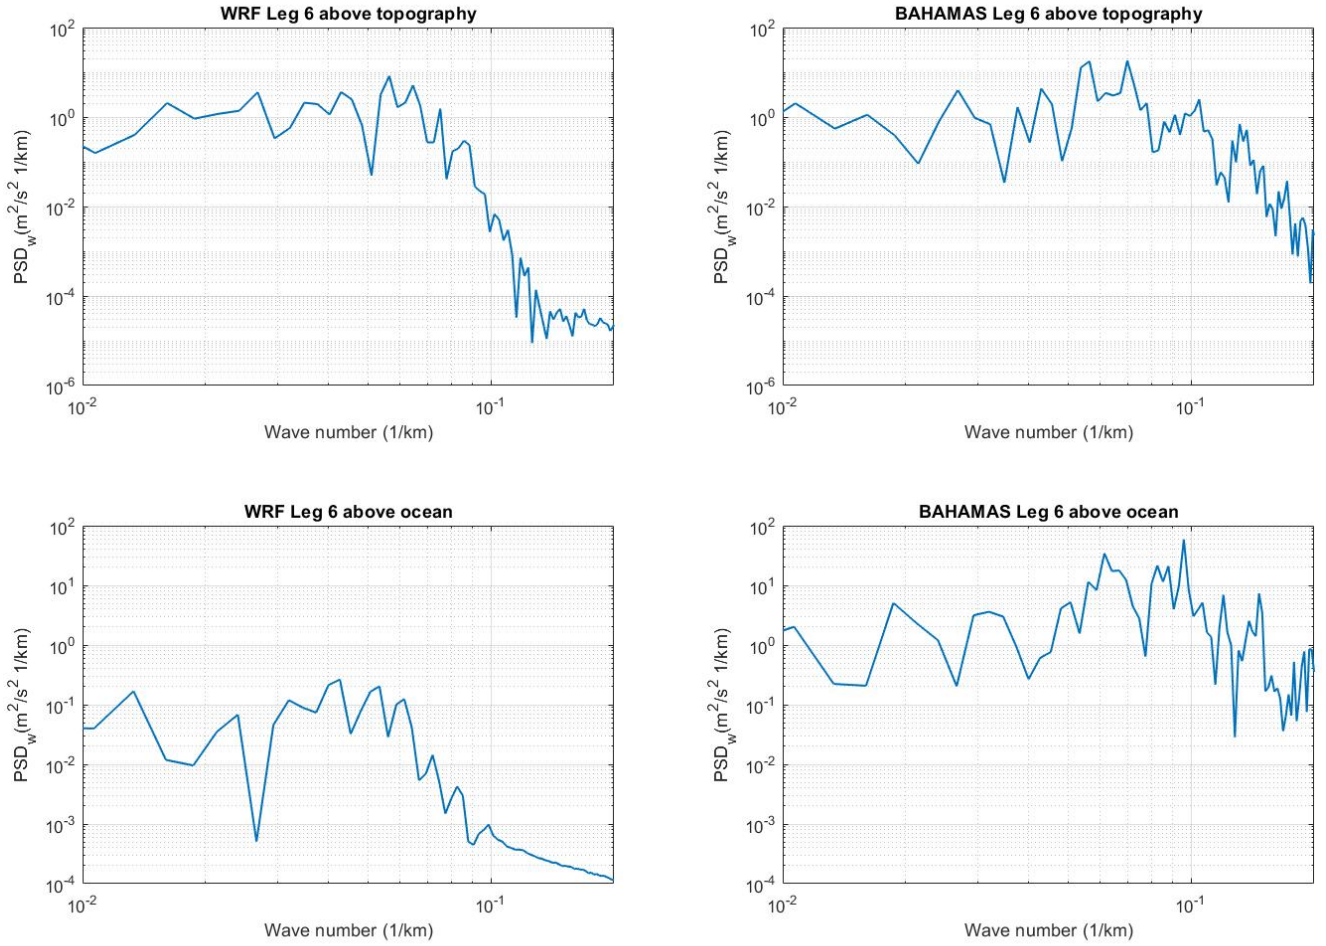 WRF Leg 6 above topography
10^2
10^0
10^-2
10^-4
10^-6
10^-2
10^-1
PSD_w(m^2/s^2 1/km)
Wave number (1/km)
BAHAMAS Leg 6 above topography
10^2
10^0
10^-2
10^-4
10^-6
10^-2
10^-1
PSD_w(m^2/s^2 1/km)
Wave number (1/km)
WRF Leg 6 above ocean
10^2
10^1
10^0
10^-1
10^-2
10^-3
10^-4
10^-2
10^-1
PSD_w(m^2/s^2 1/km)
Wave number (1/km)
BAHAMAS Leg 6 above ocean
10^2
10^1
10^0
10^-1
10^-2
10^-3
10^-4
10^-2
10^-1
PSD_w(m^2/s^2 1/km)
Wave number (1/km)